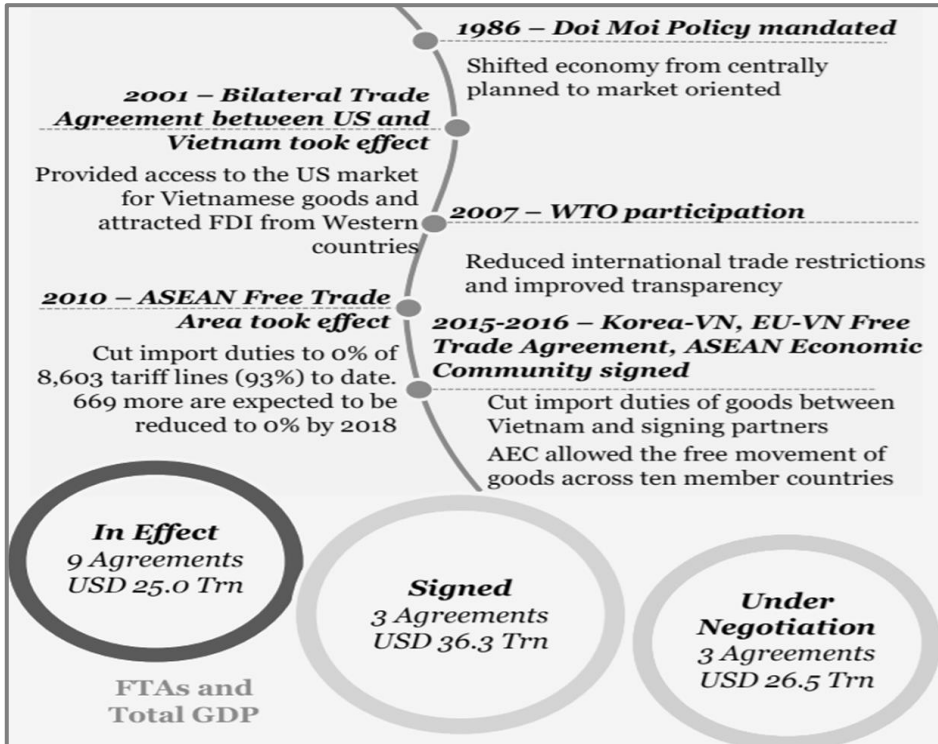 1986 – Doi Moi Policy mandated
Shifted economy from centrally
planned to market oriented
2001 – Bilateral Trade
Agreement between US and
Vietnam took effect
Provided access to the US market
for Vietnamese goods and
attracted FDI from Western
countries
2007 – WTO participation
Reduced international trade restrictions
and improved transparency
2010 – ASEAN Free Trade
Area took effect
Cut import duties to 0% of
8,603 tariff lines (93%) to date.
669 more are expected to be
reduced to 0% by 2018
2015-2016 – Korea-VN, EU-VN Free
Trade Agreement, ASEAN Economic
Community signed
Cut import duties of goods between
Vietnam and signing partners
AEC allowed the free movement of
goods across ten member countries
In Effect
9 Agreements
USD 25.0 Trn
Signed
3 Agreements
USD 36.3 Trn
Under
Negotiation
3 Agreements
USD 26.5 Trn
FTAs and
Total GDP